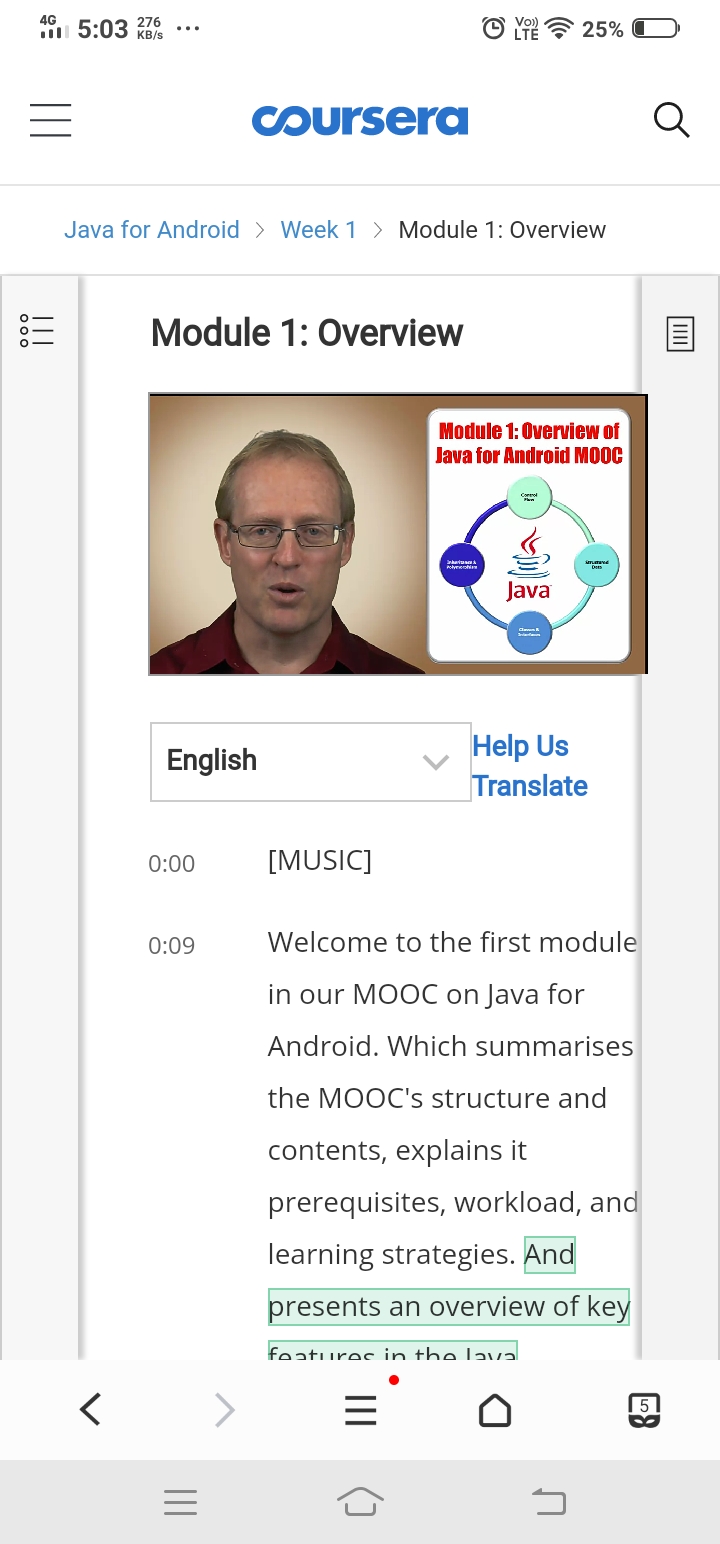 4G 5:03 276 KB/s ... Vo)) LTE 25%
coursera
Java for Android > Week 1 > Module 1: Overview
Module 1: Overview
Module 1: Overview of
Java for Android MOOC
Control
Flow
Inheritance &
Polymorphism
Structured
Data
Java
Classes &
Interfaces
English
Help Us
Translate
0:00 [MUSIC]
0:09 Welcome to the first module
in our MOOC on Java for
Android. Which summarises
the MOOC's structure and
contents, explains it
prerequisites, workload, and
learning strategies. And
presents an overview of key
features in the Java
5